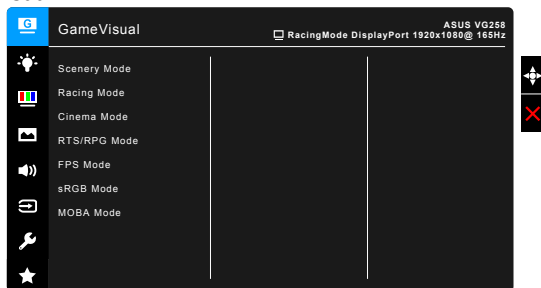 G
GameVisual
ASUS VG258
RacingMode DisplayPort 1920x1080@ 165Hz
Scenery Mode
Racing Mode
Cinema Mode
RTS/RPG Mode
FPS Mode
sRGB Mode
MOBA Mode